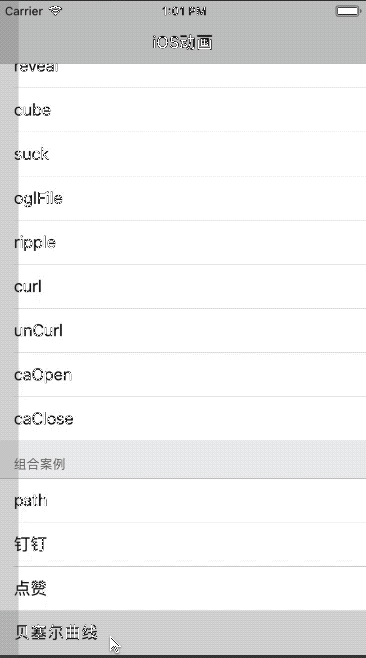 Carrier 1:01 PM
iOS动画
reveal
cube
suck
oglFile
ripple
curl
unCurl
caOpen
caClose
组合案例
path
钉钉
点赞
贝塞尔曲线